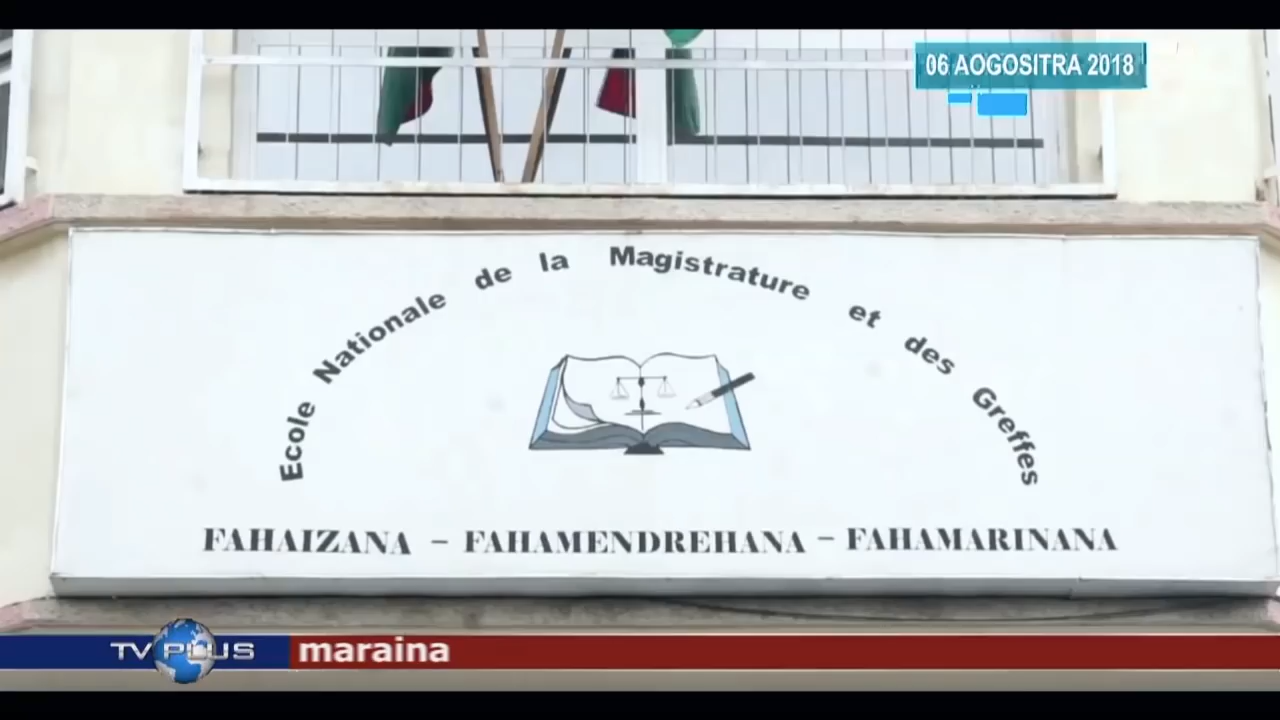 06 AOGOSITRA 2018
Ecole Nationale de la Magistrature et des Greffes
FAHAIZANA – FAHAMENDREHANA – FAHAMARINANA
TV PLUS maraina